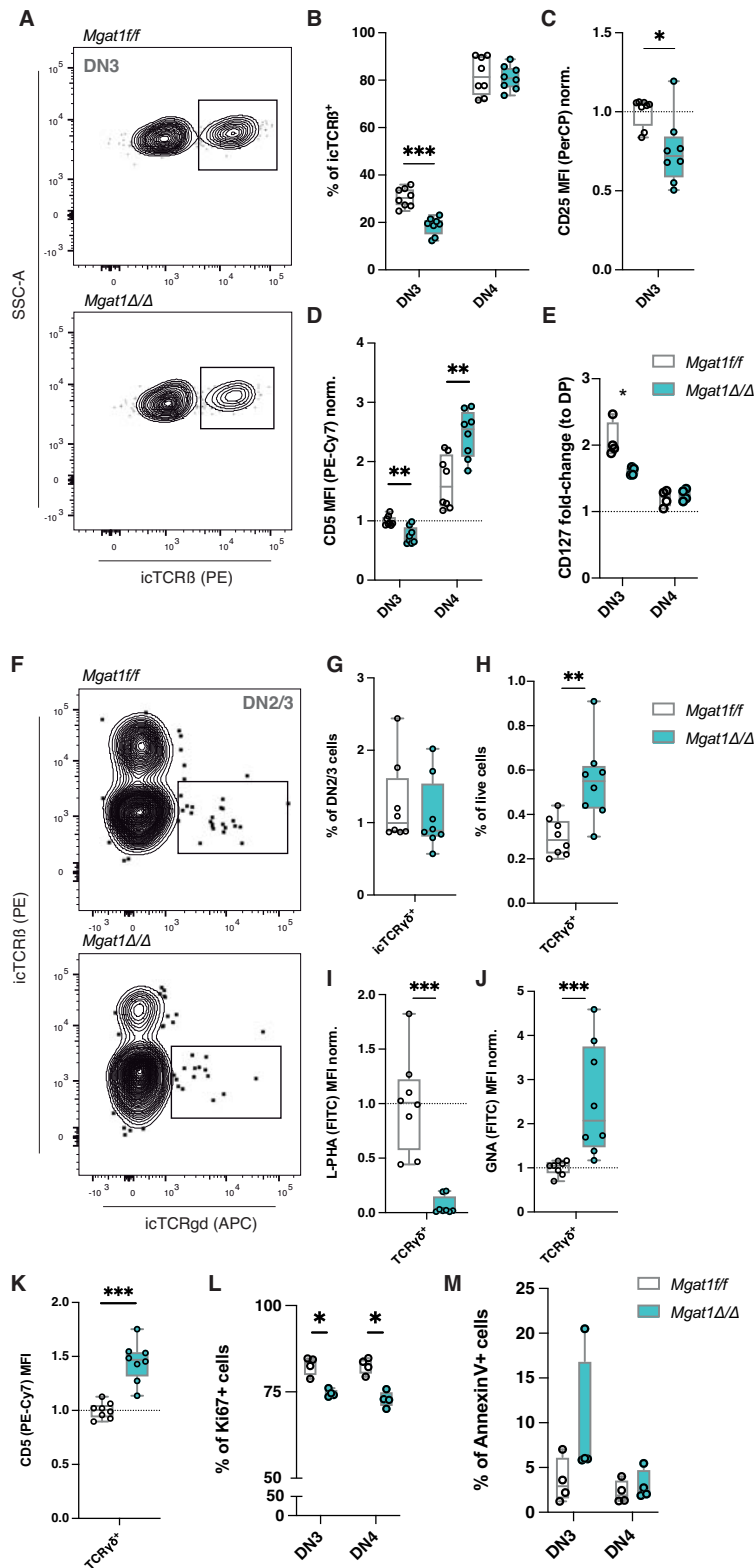 A
Mgat1f/f
DN3
10^5
10^4
10^3
0
-10^3
SSC-A
Mgat1Δ/Δ
10^5
10^4
10^3
0
-10^3
0
10^3
10^4
10^5
icTCRß (PE)
B
% of icTCRß+
100
80
60
40
20
0
***
DN3
DN4
C
CD25 MFI (PerCP) norm.
1.5
1.0
0.5
0.0
*
DN3
D
CD5 MFI (PE-Cy7) norm.
4
3
2
1
0
**
**
DN3
DN4
E
Mgat1f/f
Mgat1Δ/Δ
CD127 fold-change (to DP)
3
2
1
0
*
DN3
DN4
F
Mgat1f/f
DN2/3
10^5
10^4
10^3
0
-10^3
0
10^3
10^4
10^5
icTCRß (PE)
Mgat1Δ/Δ
10^5
10^4
10^3
0
-10^3
0
10^3
10^4
10^5
icTCRgd (APC)
G
% of DN2/3 cells
3
2
1
0
icTCRγδ+
H
% of live cells
1.0
0.8
0.6
0.4
0.2
0.0
**
TCRγδ+
Mgat1f/f
Mgat1Δ/Δ
I
L-PHA (FITC) MFI norm.
2.0
1.5
1.0
0.5
0.0
***
TCRγδ+
J
GNA (FITC) MFI norm.
5
4
3
2
1
0
***
TCRγδ+
K
CD5 (PE-Cy7) MFI
2.0
1.5
1.0
0.5
0.0
***
TCRγδ+
L
% of Ki67+ cells
100
75
50
50
0
*
*
DN3
DN4
M
% of AnnexinV+ cells
25
20
15
10
5
0
DN3
DN4
Mgat1f/f
Mgat1Δ/Δ